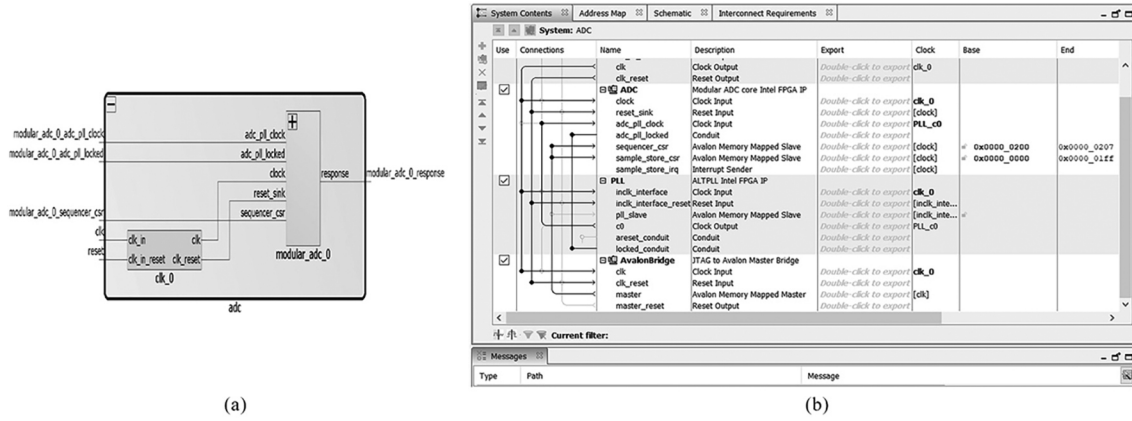 modular_adc_0_adc_pll_clock
modular_adc_0_adc_pll_locked
modular_adc_0_sequencer_csr
clk
reset
adc_pll_clock
adc_pll_locked
clock
reset_sink
sequencer_csr
response
modular_adc_0
modular_adc_0_response
clk_in clk
clk_in_reset clk_reset
clk_0
adc
(a)
System Contents Address Map Schematic Interconnect Requirements
System: ADC
Use Connections Name Description Export Clock Base End
clk Clock Output Double-click to export clk_0
clk_reset Reset Output Double-click to export
ADC Modular ADC core Intel FPGA IP
clock Clock Input Double-click to export clk_0
reset_sink Reset Input Double-click to export [clock]
adc_pll_clock Clock Input Double-click to export PLL_c0
adc_pll_locked Conduit Double-click to export
sequencer_csr Avalon Memory Mapped Slave Double-click to export [clock] 0x0000_0200 0x0000_0207
sample_store_csr Avalon Memory Mapped Slave Double-click to export [clock] 0x0000_0000 0x0000_01ff
sample_store_irq Interrupt Sender Double-click to export [clock]
PLL ALTPLL Intel FPGA IP
inclk_interface Clock Input Double-click to export clk_0
inclk_interface_reset Reset Input Double-click to export [inclk_inte...
pll_slave Avalon Memory Mapped Slave Double-click to export [inclk_inte...
c0 Clock Output Double-click to export PLL_c0
areset_conduit Conduit Double-click to export
locked_conduit Conduit Double-click to export
AvalonBridge JTAG to Avalon Master Bridge
clk Clock Input Double-click to export clk_0
clk_reset Reset Input Double-click to export
master Avalon Memory Mapped Master Double-click to export [clk]
master_reset Reset Output Double-click to export
Current filter:
Messages
Type Path Message
(b)